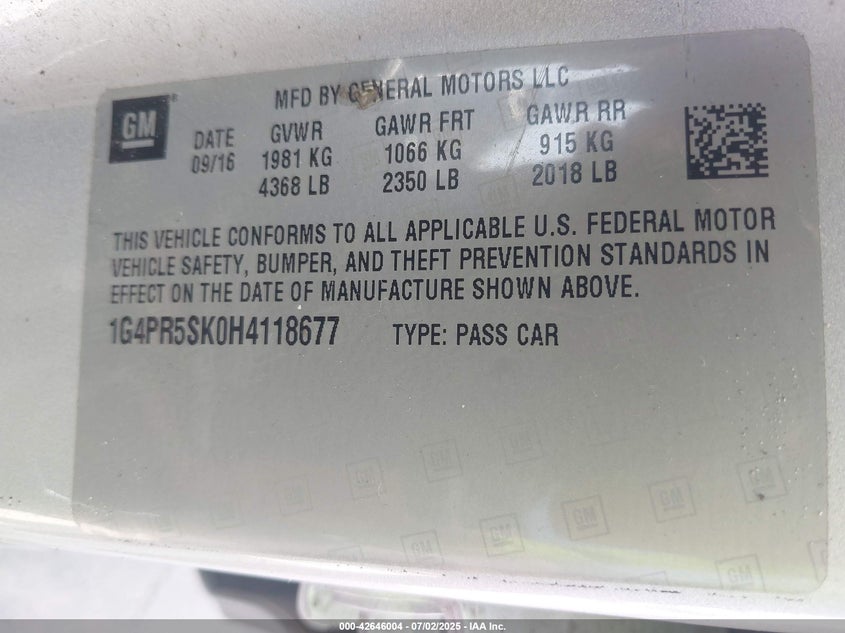 MFD BY GENERAL MOTORS LLC
GM
DATE GVWR GAWR FRT GAWR RR
09/16 1981 KG 1066 KG 915 KG
4368 LB 2350 LB 2018 LB
THIS VEHICLE CONFORMS TO ALL APPLICABLE U.S. FEDERAL MOTOR
VEHICLE SAFETY, BUMPER, AND THEFT PREVENTION STANDARDS IN
EFFECT ON THE DATE OF MANUFACTURE SHOWN ABOVE.
1G4PR5SK0H4118677 TYPE: PASS CAR
000-42646004 - 07/02/2025 - IAA Inc.